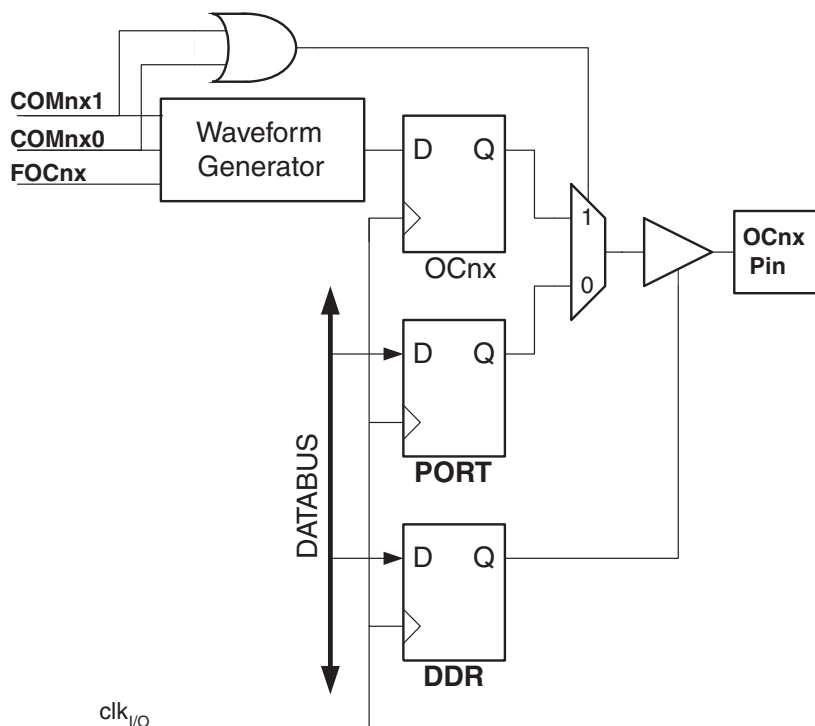 COMnx1
COMnx0
FOCnx
Waveform
Generator
D Q
OCnx
1
0
OCnx
Pin
D Q
PORT
DATABUS
D Q
DDR
clkI/O